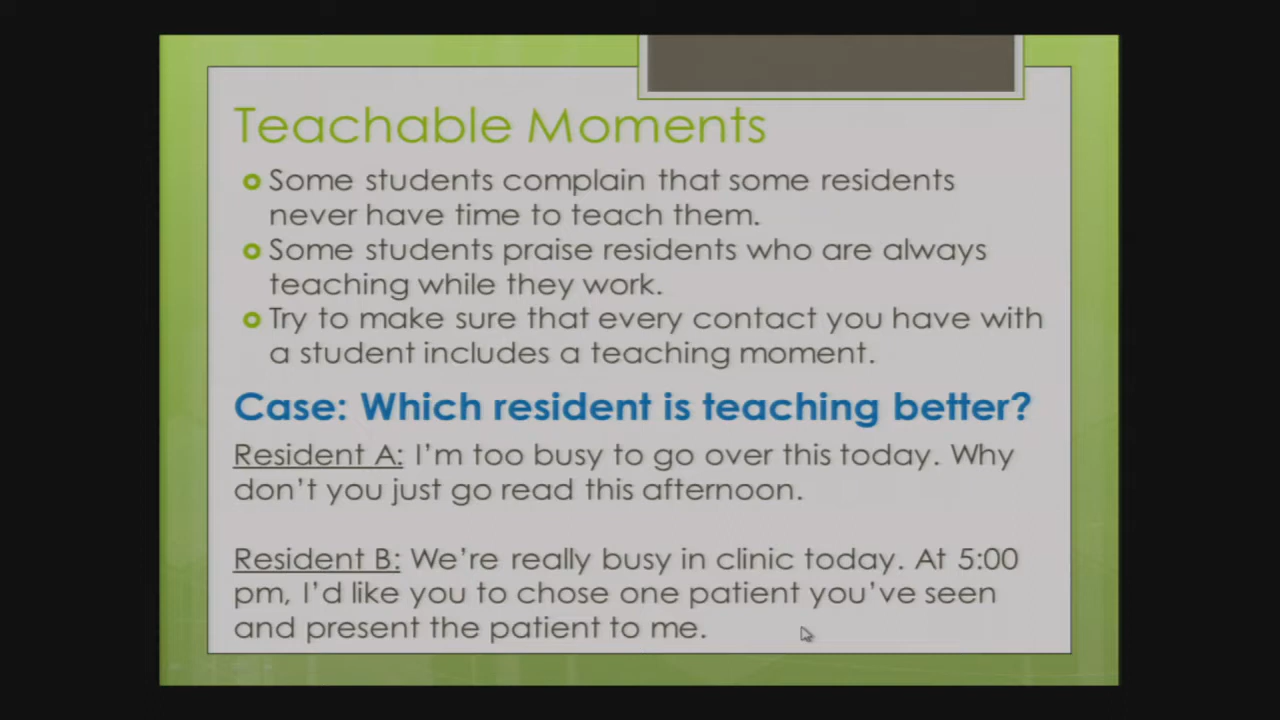 Teachable Moments
Some students complain that some residents
never have time to teach them.
Some students praise residents who are always
teaching while they work.
Try to make sure that every contact you have with
a student includes a teaching moment.
Case: Which resident is teaching better?
Resident A: I'm too busy to go over this today. Why
don't you just go read this afternoon.
Resident B: We're really busy in clinic today. At 5:00
pm, I'd like you to chose one patient you've seen
and present the patient to me.